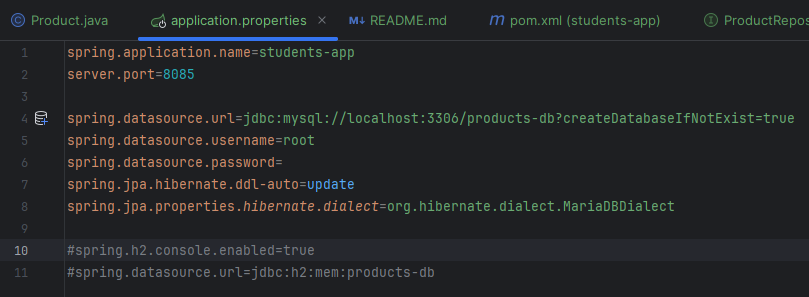 Product.java application.properties README.md pom.xml (students-app) ProductRepos
1 spring.application.name=students-app
2 server.port=8085
3
4 spring.datasource.url=jdbc:mysql://localhost:3306/products-db?createDatabaseIfNotExist=true
5 spring.datasource.username=root
6 spring.datasource.password=
7 spring.jpa.hibernate.ddl-auto=update
8 spring.jpa.properties.hibernate.dialect=org.hibernate.dialect.MariaDBDialect
9
10 #spring.h2.console.enabled=true
11 #spring.datasource.url=jdbc:h2:mem:products-db